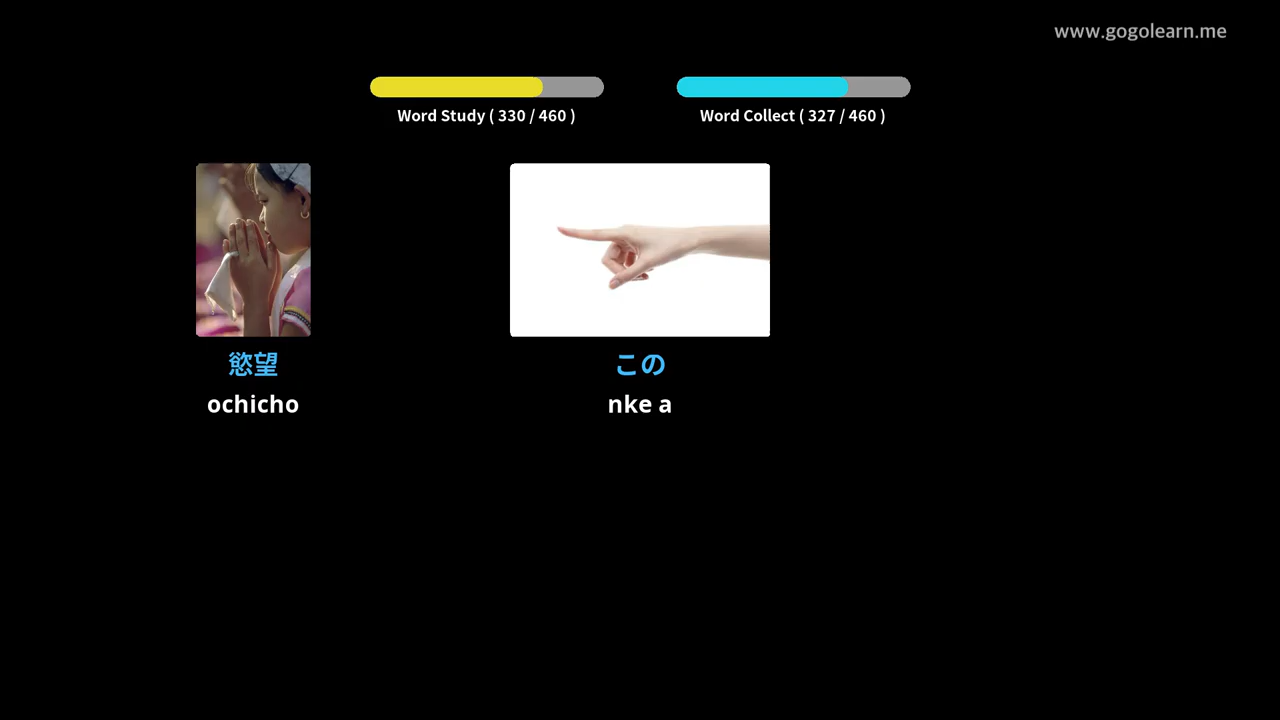 www.gogolearn.me
Word Study ( 330 / 460 )
Word Collect ( 327 / 460 )
慾望
ochicho
この
nke a